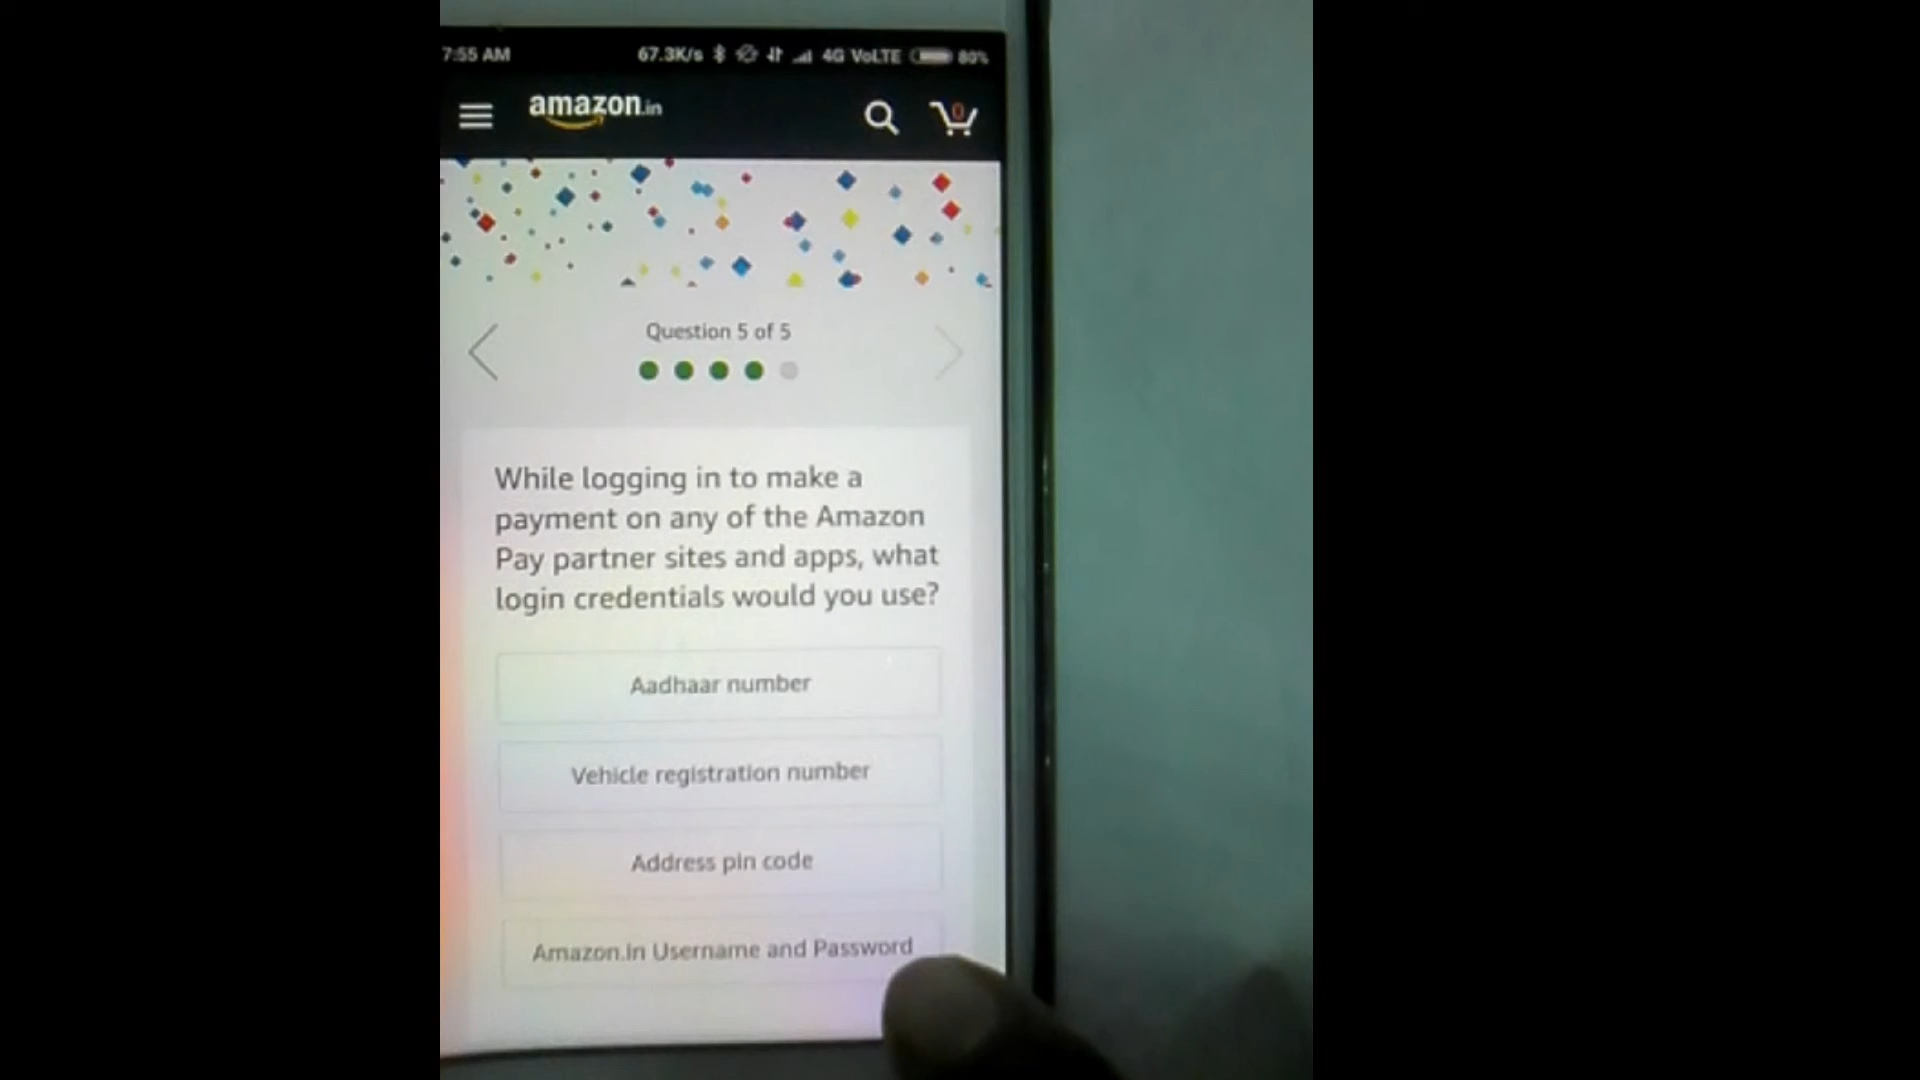 7:55 AM 67.3K/s 4G VoLTE 80%
amazon.in
0
Question 5 of 5
While logging in to make a
payment on any of the Amazon
Pay partner sites and apps, what
login credentials would you use?
Aadhaar number
Vehicle registration number
Address pin code
Amazon.in Username and Password